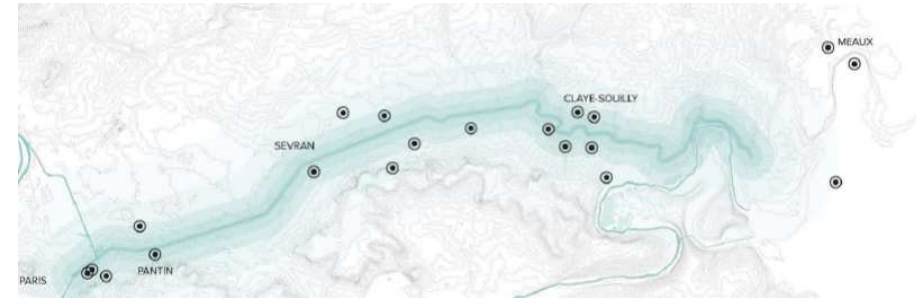 MEAUX
CLAYE-SOUILLY
SEVRAN
PANTIN
PARIS